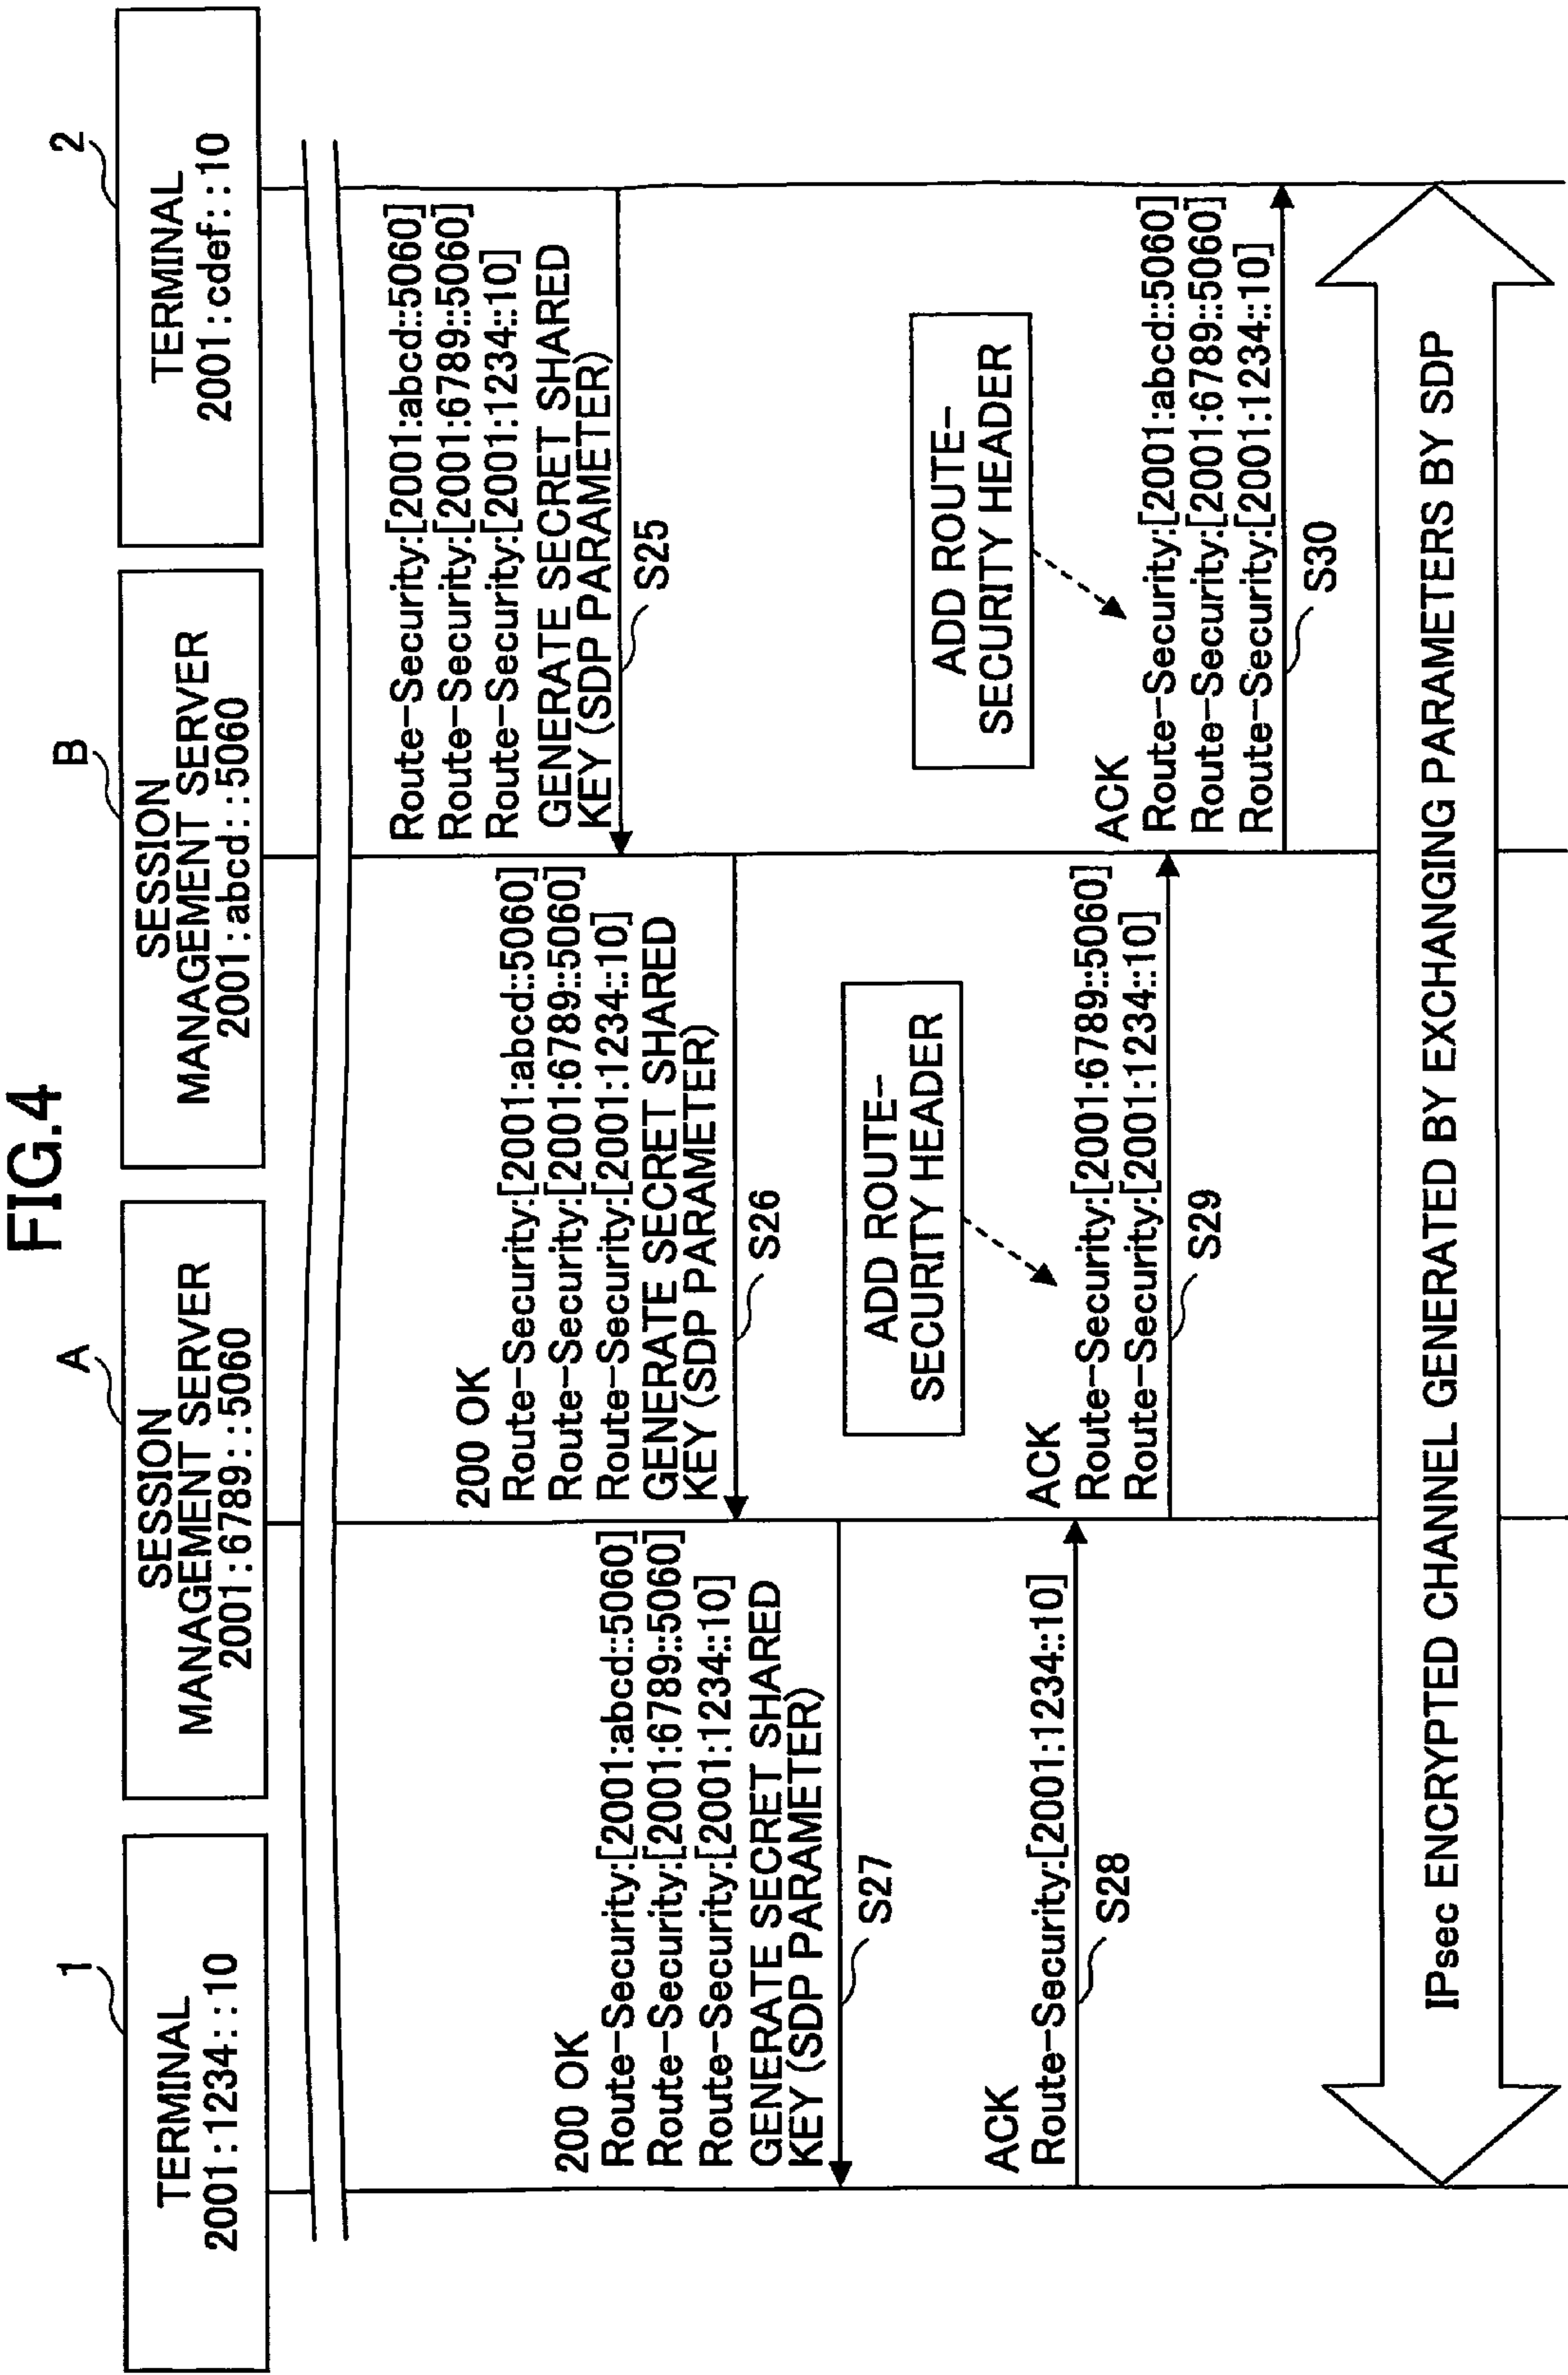 FIG.4
1
TERMINAL
2001:1234::10
A
SESSION
MANAGEMENT SERVER
2001:6789::5060
B
SESSION
MANAGEMENT SERVER
2001:abcd::5060
2
TERMINAL
2001:cdef::10
Route-Security:[2001:abcd::5060]
Route-Security:[2001:6789::5060]
Route-Security:[2001:1234::10]
GENERATE SECRET SHARED
KEY (SDP PARAMETER)
S25
200 OK
Route-Security:[2001:abcd::5060]
Route-Security:[2001:6789::5060]
Route-Security:[2001:1234::10]
GENERATE SECRET SHARED
KEY (SDP PARAMETER)
S26
200 OK
Route-Security:[2001:abcd::5060]
Route-Security:[2001:6789::5060]
Route-Security:[2001:1234::10]
GENERATE SECRET SHARED
KEY (SDP PARAMETER)
S27
ACK
Route-Security:[2001:1234::10]
S28
ADD ROUTE-
SECURITY HEADER
ACK
Route-Security:[2001:6789::5060]
Route-Security:[2001:1234::10]
S29
ADD ROUTE-
SECURITY HEADER
ACK
Route-Security:[2001:abcd::5060]
Route-Security:[2001:6789::5060]
Route-Security:[2001:1234::10]
S30
IPsec ENCRYPTED CHANNEL GENERATED BY EXCHANGING PARAMETERS BY SDP